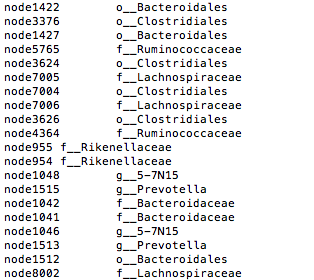 node1422 o__Bacteroidales
node3376 o__Clostridiales
node1427 o__Bacteroidales
node5765 f__Ruminococcaceae
node3624 o__Clostridiales
node7005 f__Lachnospiraceae
node7004 o__Clostridiales
node7006 f__Lachnospiraceae
node3626 o__Clostridiales
node4364 f__Ruminococcaceae
node955 f__Rikenellaceae
node954 f__Rikenellaceae
node1048 g__5-7N15
node1515 g__Prevotella
node1042 f__Bacteroidaceae
node1041 f__Bacteroidaceae
node1046 g__5-7N15
node1513 g__Prevotella
node1512 o__Bacteroidales
node8002 f__Lachnospiraceae